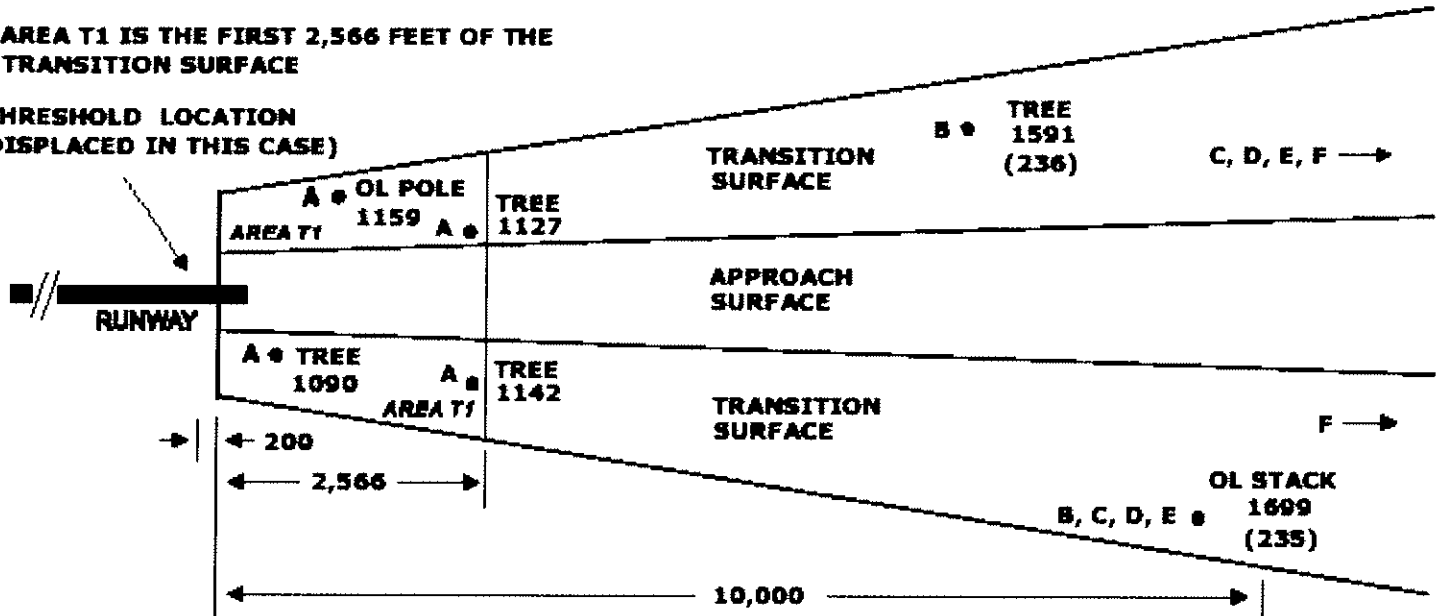 AREA T1 IS THE FIRST 2,566 FEET OF THE
TRANSITION SURFACE
HRESHOLD LOCATION
DISPLACED IN THIS CASE)
A
OL POLE
1159
A
TREE
1127
AREA T1
TRANSITION
SURFACE
B
TREE
1591
(236)
C, D, E, F
APPROACH
SURFACE
RUNWAY
A
TREE
1090
A
TREE
1142
AREA T1
TRANSITION
SURFACE
F
200
2,566
OL STACK
B, C, D, E
1699
(235)
10,000